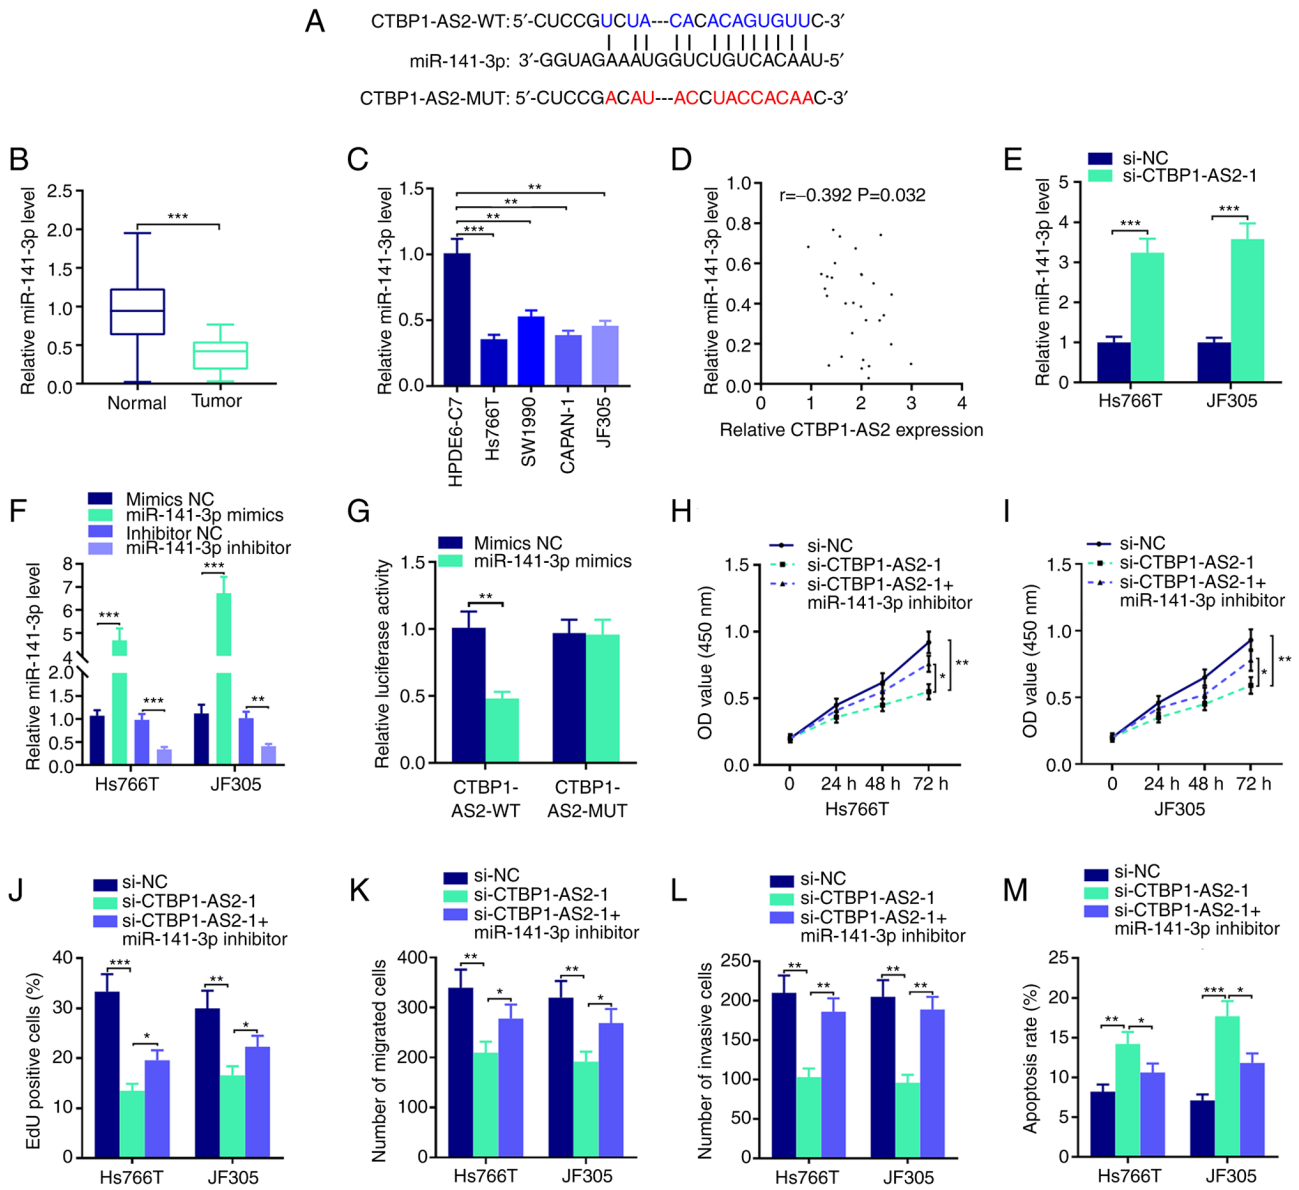 A
CTBP1-AS2-WT: 5′-CUCCGUCUA---CACACAGUGUUC-3′
miR-141-3p: 3′-GGUAGAAAUGGUCUGUCACAAU-5′
CTBP1-AS2-MUT: 5′-CUCCGACAU---ACCUACCACAAC-3′
B
Relative miR-141-3p level
2.5
2.0
1.5
1.0
0.5
0.0
***
Normal
Tumor
C
Relative miR-141-3p level
1.5
1.0
0.5
0.0
**
**
**
***
HPDE6-C7
Hs766T
SW1990
CAPAN-1
JF305
D
Relative miR-141-3p level
1.0
0.8
0.6
0.4
0.2
0.0
r=−0.392 P=0.032
0 1 2 3 4
Relative CTBP1-AS2 expression
E
si-NC
si-CTBP1-AS2-1
Relative miR-141-3p level
5
4
3
2
1
0
*** ***
Hs766T JF305
F
Mimics NC
miR-141-3p mimics
Inhibitor NC
miR-141-3p inhibitor
Relative miR-141-3p level
8
7
6
5
4
2.0
1.5
1.0
0.5
0.0
*** *** *** **
Hs766T JF305
G
Mimics NC
miR-141-3p mimics
Relative luciferase activity
1.5
1.0
0.5
0.0
**
CTBP1-
AS2-WT
CTBP1-
AS2-MUT
H
si-NC
si-CTBP1-AS2-1
si-CTBP1-AS2-1+
miR-141-3p inhibitor
OD value (450 nm)
1.5
1.0
0.5
0.0
* **
0 24 h 48 h 72 h
Hs766T
I
si-NC
si-CTBP1-AS2-1
si-CTBP1-AS2-1+
miR-141-3p inhibitor
OD value (450 nm)
1.5
1.0
0.5
0.0
* **
0 24 h 48 h 72 h
JF305
J
si-NC
si-CTBP1-AS2-1
si-CTBP1-AS2-1+
miR-141-3p inhibitor
EdU positive cells (%)
40
30
20
10
0
*** * ** *
Hs766T JF305
K
si-NC
si-CTBP1-AS2-1
si-CTBP1-AS2-1+
miR-141-3p inhibitor
Number of migrated cells
400
300
200
100
0
** * ** *
Hs766T JF305
L
si-NC
si-CTBP1-AS2-1
si-CTBP1-AS2-1+
miR-141-3p inhibitor
Number of invasive cells
250
200
150
100
50
0
** ** ** **
Hs766T JF305
M
si-NC
si-CTBP1-AS2-1
si-CTBP1-AS2-1+
miR-141-3p inhibitor
Apoptosis rate (%)
25
20
15
10
5
0
** * *** *
Hs766T JF305